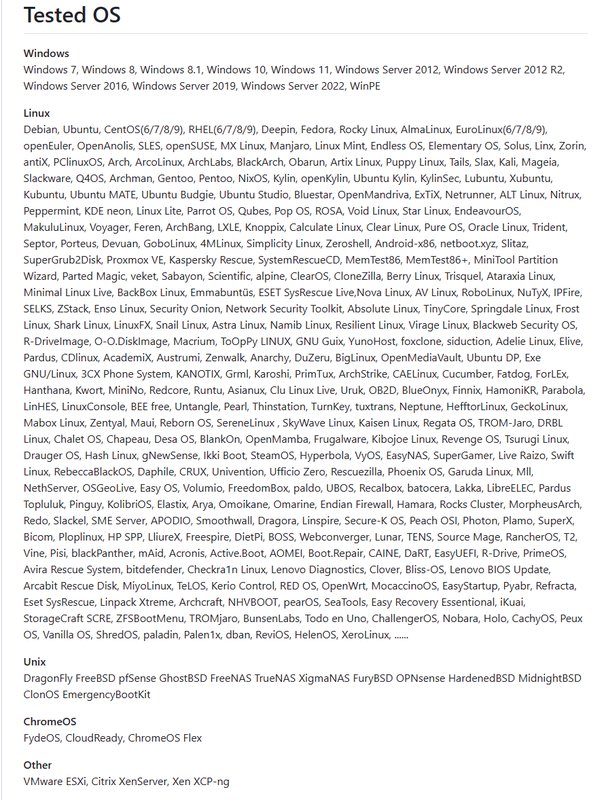 Tested OS
Windows
Windows 7, Windows 8, Windows 8.1, Windows 10, Windows 11, Windows Server 2012, Windows Server 2012 R2,
Windows Server 2016, Windows Server 2019, Windows Server 2022, WinPE
Linux
Debian, Ubuntu, CentOS(6/7/8/9), RHEL(6/7/8/9), Deepin, Fedora, Rocky Linux, AlmaLinux, EuroLinux(6/7/8/9),
openEuler, OpenAnolis, SLES, openSUSE, MX Linux, Manjaro, Linux Mint, Endless OS, Elementary OS, Solus, Linx, Zorin,
antiX, PClinuxOS, Arch, ArcoLinux, ArchLabs, BlackArch, Obarun, Artix Linux, Puppy Linux, Tails, Slax, Kali, Mageia,
Slackware, Q4OS, Archman, Gentoo, Pentoo, NixOS, Kylin, openKylin, Ubuntu Kylin, KylinSec, Lubuntu, Xubuntu,
Kubuntu, Ubuntu MATE, Ubuntu Budgie, Ubuntu Studio, Bluestar, OpenMandriva, ExTiX, Netrunner, ALT Linux, Nitrux,
Peppermint, KDE neon, Linux Lite, Parrot OS, Qubes, Pop OS, ROSA, Void Linux, Star Linux, EndeavourOS,
MakuluLinux, Voyager, Feren, ArchBang, LXLE, Knoppix, Calculate Linux, Clear Linux, Pure OS, Oracle Linux, Trident,
Septor, Porteus, Devuan, GoboLinux, 4MLinux, Simplicity Linux, Zeroshell, Android-x86, netboot.xyz, Slitaz,
SuperGrub2Disk, Proxmox VE, Kaspersky Rescue, SystemRescueCD, MemTest86, MemTest86+, MiniTool Partition
Wizard, Parted Magic, veket, Sabayon, Scientific, alpine, ClearOS, CloneZilla, Berry Linux, Trisquel, Ataraxia Linux,
Minimal Linux Live, BackBox Linux, Emmabuntüs, ESET SysRescue Live,Nova Linux, AV Linux, RoboLinux, NuTyX, IPFire,
SELKS, ZStack, Enso Linux, Security Onion, Network Security Toolkit, Absolute Linux, TinyCore, Springdale Linux, Frost
Linux, Shark Linux, LinuxFX, Snail Linux, Astra Linux, Namib Linux, Resilient Linux, Virage Linux, Blackweb Security OS,
R-DriveImage, O-O.DiskImage, Macrium, ToOpPy LINUX, GNU Guix, YunoHost, foxclone, siduction, Adelie Linux, Elive,
Pardus, CDlinux, AcademiX, Austrumi, Zenwalk, Anarchy, DuZeru, BigLinux, OpenMediaVault, Ubuntu DP, Exe
GNU/Linux, 3CX Phone System, KANOTIX, Grml, Karoshi, PrimTux, ArchStrike, CAELinux, Cucumber, Fatdog, ForLEx,
Hanthana, Kwort, MiniNo, Redcore, Runtu, Asianux, Clu Linux Live, Uruk, OB2D, BlueOnyx, Finnix, HamoniKR, Parabola,
LinHES, LinuxConsole, BEE free, Untangle, Pearl, Thinstation, TurnKey, tuxtrans, Neptune, HefftorLinux, GeckoLinux,
Mabox Linux, Zentyal, Maui, Reborn OS, SereneLinux , SkyWave Linux, Kaisen Linux, Regata OS, TROM-Jaro, DRBL
Linux, Chalet OS, Chapeau, Desa OS, BlankOn, OpenMamba, Frugalware, Kibojoe Linux, Revenge OS, Tsurugi Linux,
Drauger OS, Hash Linux, gNewSense, Ikki Boot, SteamOS, Hyperbola, VyOS, EasyNAS, SuperGamer, Live Raizo, Swift
Linux, RebeccaBlackOS, Daphile, CRUX, Univention, Ufficio Zero, Rescuezilla, Phoenix OS, Garuda Linux, Mll,
NethServer, OSGeoLive, Easy OS, Volumio, FreedomBox, paldo, UBOS, Recalbox, batocera, Lakka, LibreELEC, Pardus
Topluluk, Pinguy, KolibriOS, Elastix, Arya, Omoikane, Omarine, Endian Firewall, Hamara, Rocks Cluster, MorpheusArch,
Redo, Slackel, SME Server, APODIO, Smoothwall, Dragora, Linspire, Secure-K OS, Peach OSI, Photon, Plamo, SuperX,
Bicom, Ploplinux, HP SPP, LliureX, Freespire, DietPi, BOSS, Webconverger, Lunar, TENS, Source Mage, RancherOS, T2,
Vine, Pisi, blackPanther, mAid, Acronis, Active.Boot, AOMEI, Boot.Repair, CAINE, DaRT, EasyUEFI, R-Drive, PrimeOS,
Avira Rescue System, bitdefender, Checkra1n Linux, Lenovo Diagnostics, Clover, Bliss-OS, Lenovo BIOS Update,
Arcabit Rescue Disk, MiyoLinux, TeLOS, Kerio Control, RED OS, OpenWrt, MocaccinoOS, EasyStartup, Pyabr, Refracta,
Eset SysRescue, Linpack Xtreme, Archcraft, NHVBOOT, pearOS, SeaTools, Easy Recovery Essentional, iKuai,
StorageCraft SCRE, ZFSBootMenu, TROMjaro, BunsenLabs, Todo en Uno, ChallengerOS, Nobara, Holo, CachyOS, Peux
OS, Vanilla OS, ShredOS, paladin, Palen1x, dban, ReviOS, HelenOS, XeroLinux, ......
Unix
DragonFly FreeBSD pfSense GhostBSD FreeNAS TrueNAS XigmaNAS FuryBSD OPNsense HardenedBSD MidnightBSD
ClonOS EmergencyBootKit
ChromeOS
FydeOS, CloudReady, ChromeOS Flex
Other
VMware ESXi, Citrix XenServer, Xen XCP-ng